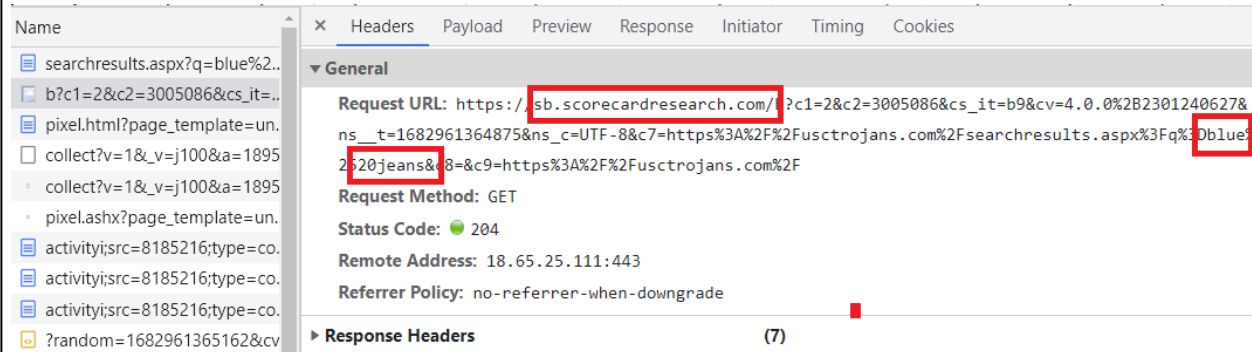 Name
searchresults.aspx?q=blue%2..
b?c1=2&c2=3005086&cs_it=..
pixel.html?page_template=un.
collect?v=1&_v=j100&a=1895
collect?v=1&_v=j100&a=1895
pixel.ashx?page_template=un.
activityi;src=8185216;type=co.
activityi;src=8185216;type=co.
activityi;src=8185216;type=co.
?random=1682961365162&cv
× Headers Payload Preview Response Initiator Timing Cookies
▼ General
Request URL: https://sb.scorecardresearch.com/b?c1=2&c2=3005086&cs_it=b9&cv=4.0.0%2B2301240627&
ns__t=1682961364875&ns_c=UTF-8&c7=https%3A%2F%2Fusctrojans.com%2Fsearchresults.aspx%3Fq%3Dblue%
2520jeans&c8=&c9=https%3A%2F%2Fusctrojans.com%2F
Request Method: GET
Status Code: 204
Remote Address: 18.65.25.111:443
Referrer Policy: no-referrer-when-downgrade
▶ Response Headers (7)